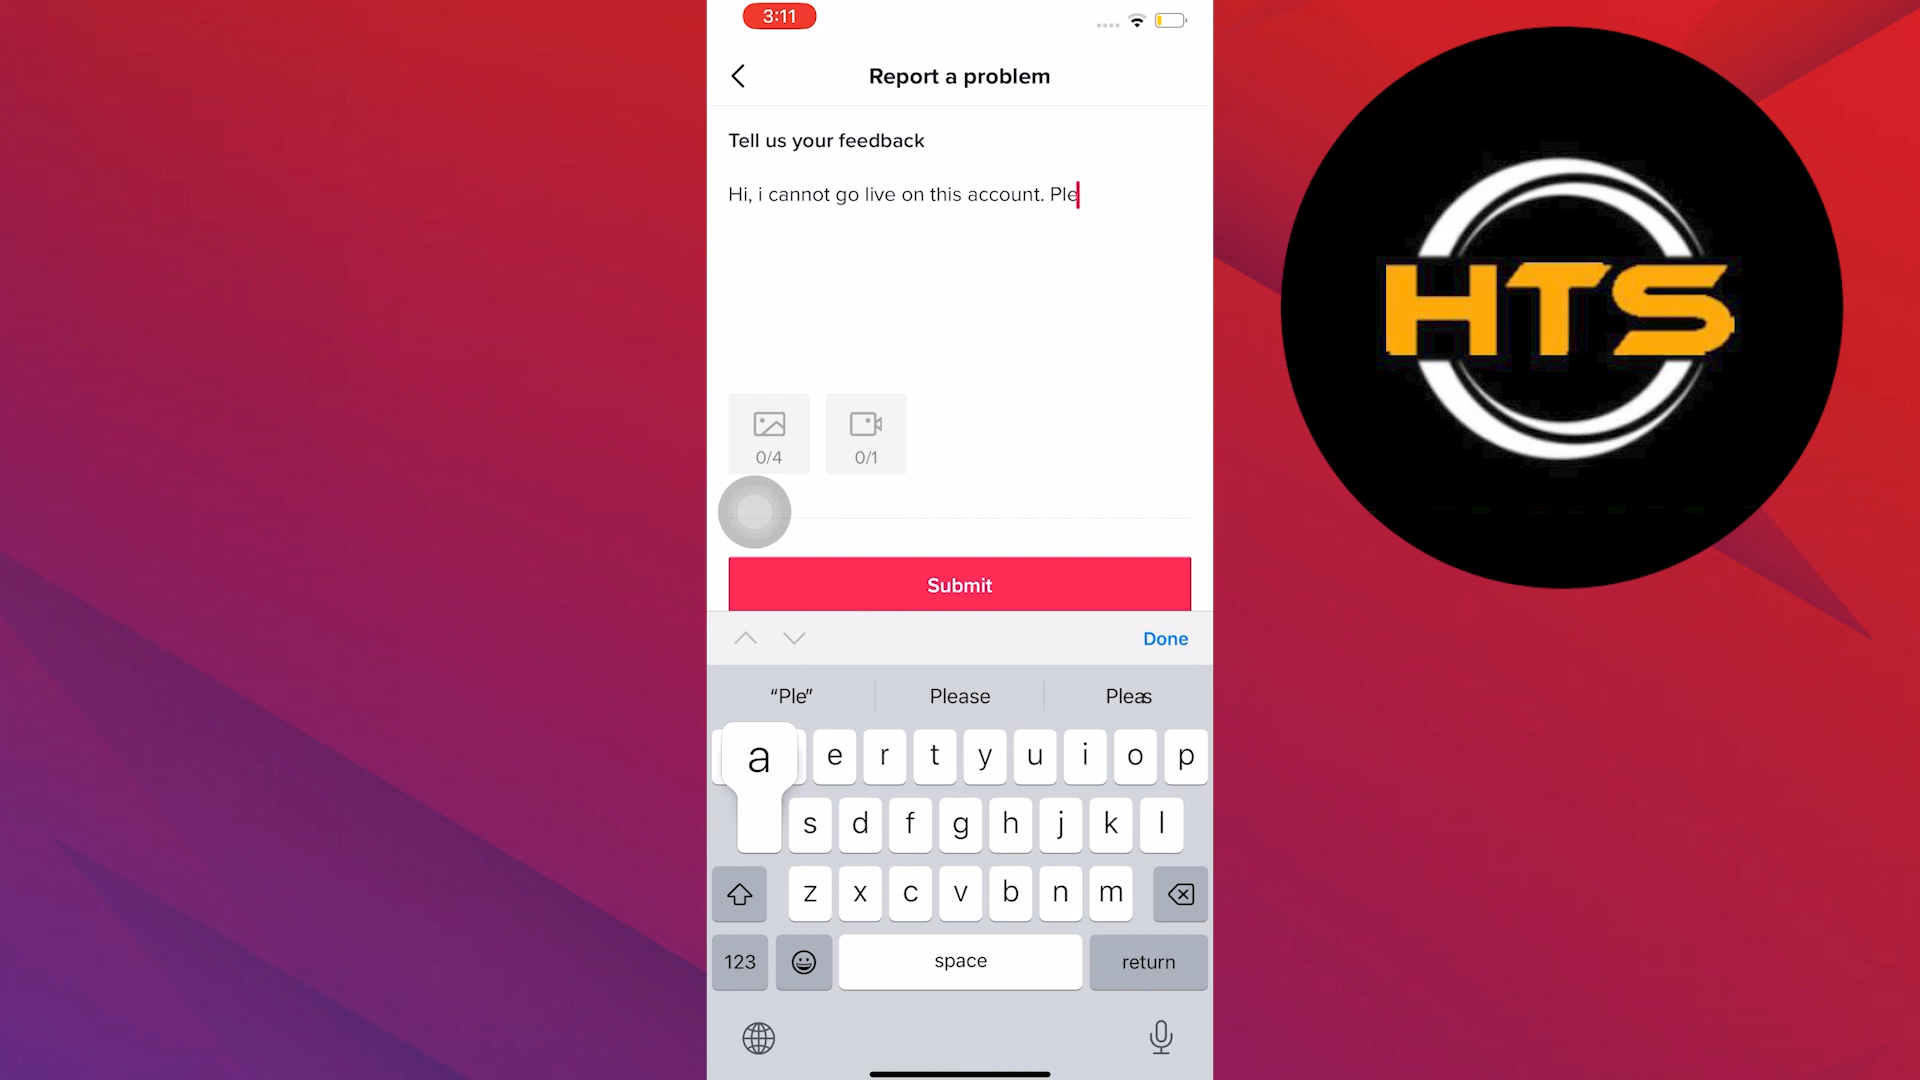 3:11
Report a problem
Tell us your feedback
Hi, i cannot go live on this account. Ple
HTS
0/4
0/1
Submit
Done
“Ple”
Please
Pleas
a e r t y u i o p
s d f g h j k l
z x c v b n m
123
space
return